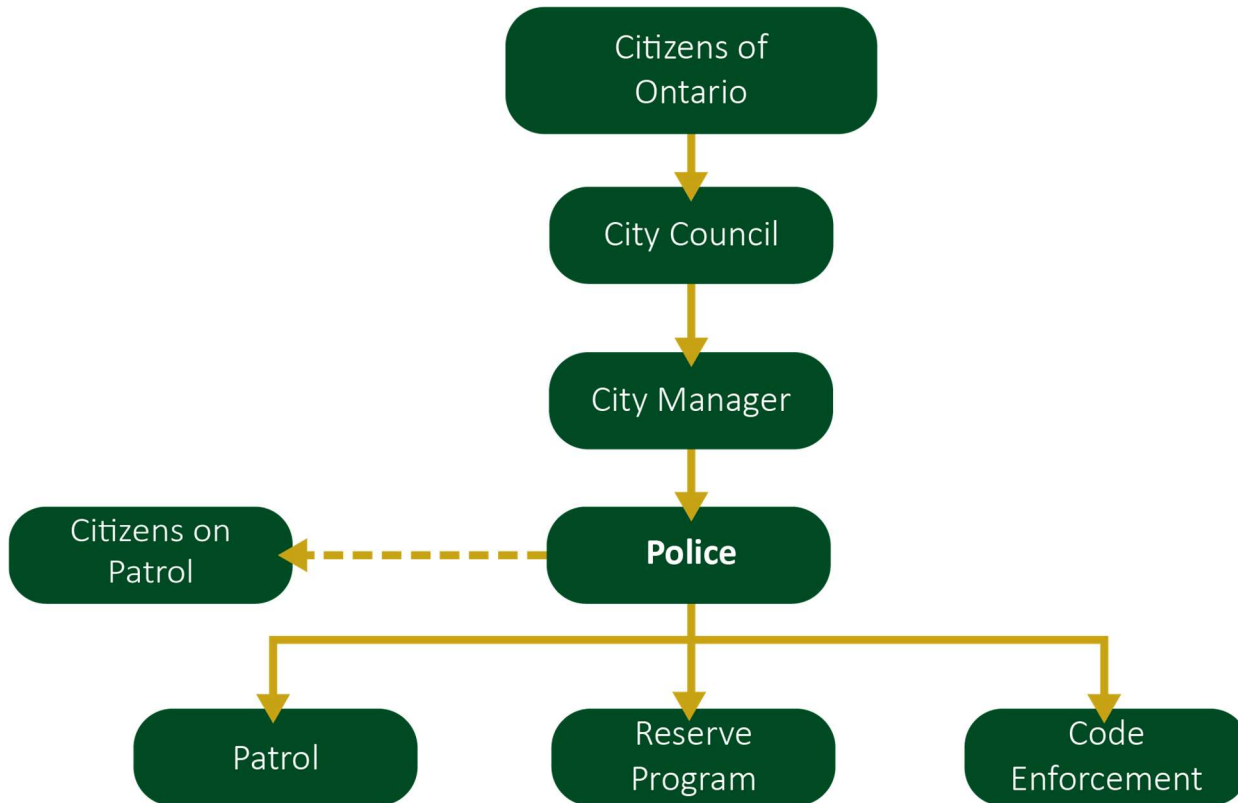 Citizens of
Ontario
City Council
City Manager
Citizens on
Patrol
Police
Patrol
Reserve
Program
Code
Enforcement